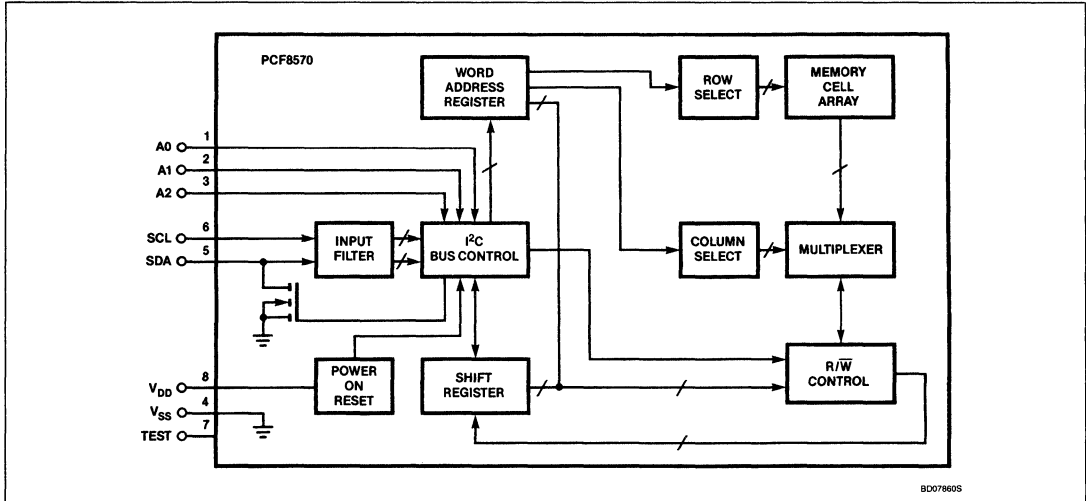 PCF8570
WORD
ADDRESS
REGISTER
ROW
SELECT
MEMORY
CELL
ARRAY
A0 1
A1 2
A2 3
SCL 6
SDA 5
INPUT
FILTER
I²C
BUS CONTROL
COLUMN
SELECT
MULTIPLEXER
VDD 8
VSS 4
TEST 7
POWER
ON
RESET
SHIFT
REGISTER
R/W̅
CONTROL
BD07860S